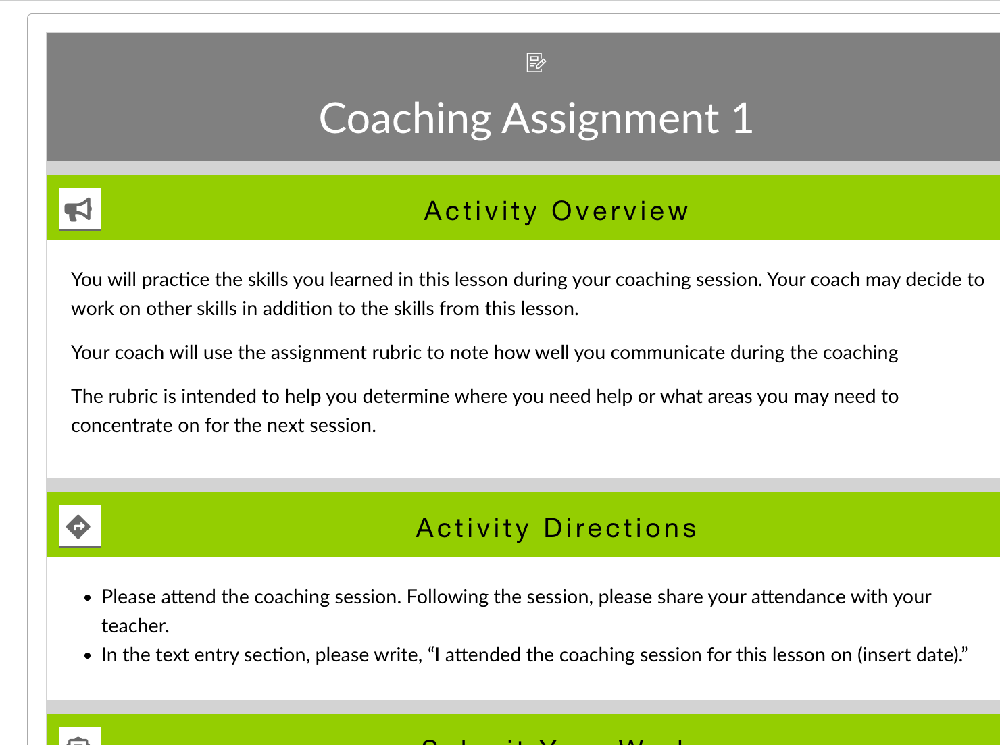 Coaching Assignment 1
Activity Overview
You will practice the skills you learned in this lesson during your coaching session. Your coach may decide to
work on other skills in addition to the skills from this lesson.
Your coach will use the assignment rubric to note how well you communicate during the coaching
The rubric is intended to help you determine where you need help or what areas you may need to
concentrate on for the next session.
Activity Directions
Please attend the coaching session. Following the session, please share your attendance with your
teacher.
In the text entry section, please write, “I attended the coaching session for this lesson on (insert date).”